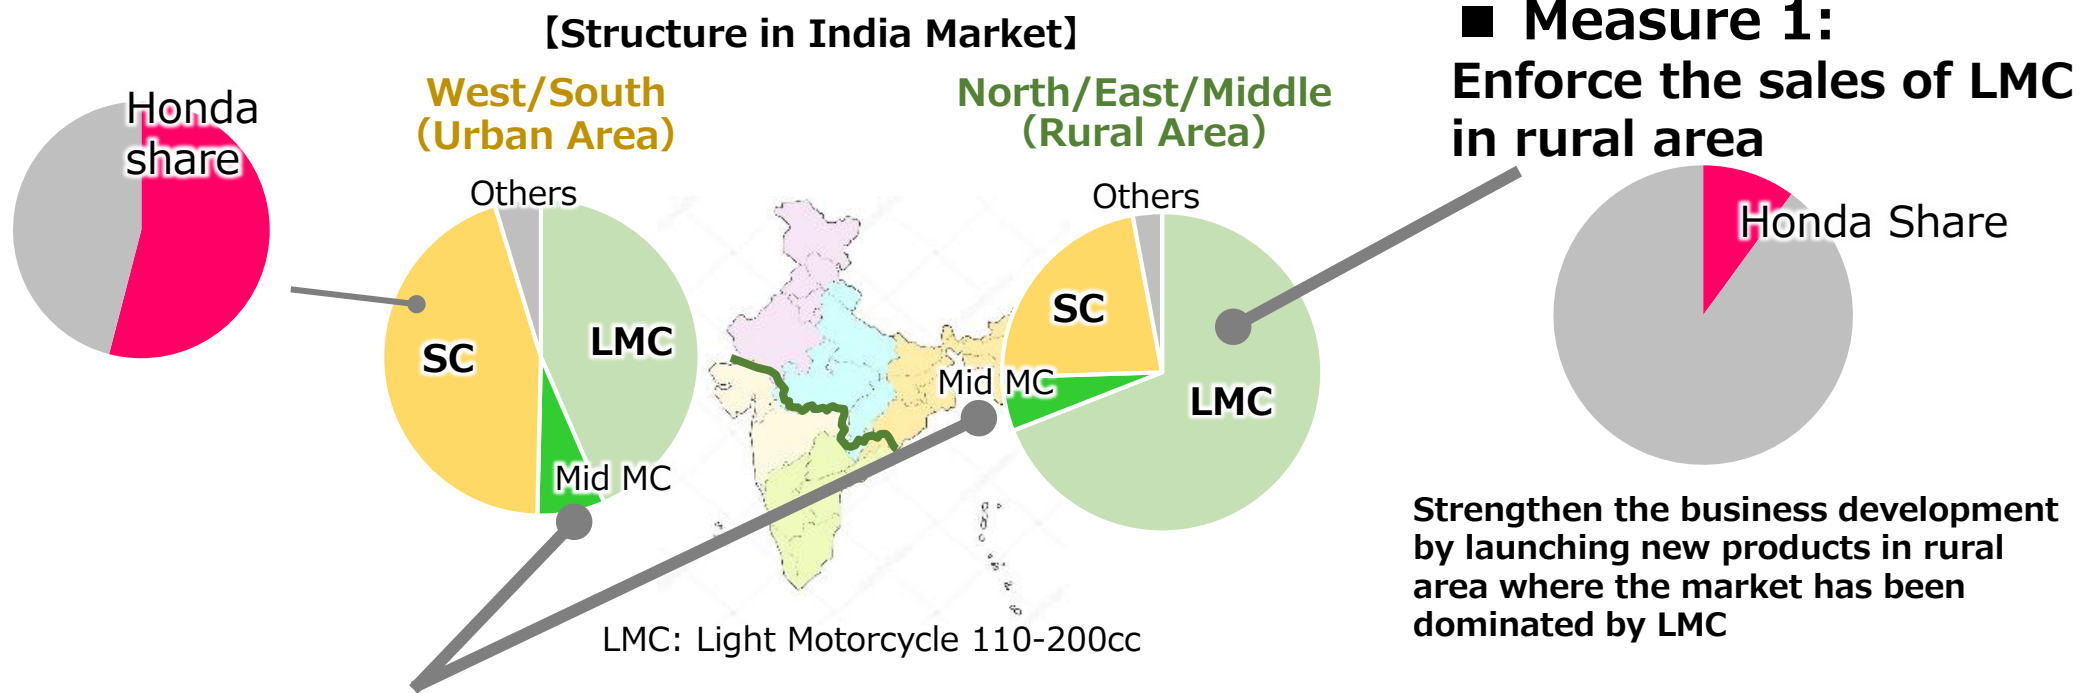 【Structure in India Market】
Honda
share
West/South
(Urban Area)
North/East/Middle
(Rural Area)
■ Measure 1:
Enforce the sales of LMC
in rural area
Others
SC
LMC
Mid MC
Others
SC
Mid MC
LMC
Honda Share
LMC: Light Motorcycle 110-200cc
Strengthen the business development
by launching new products in rural
area where the market has been
dominated by LMC